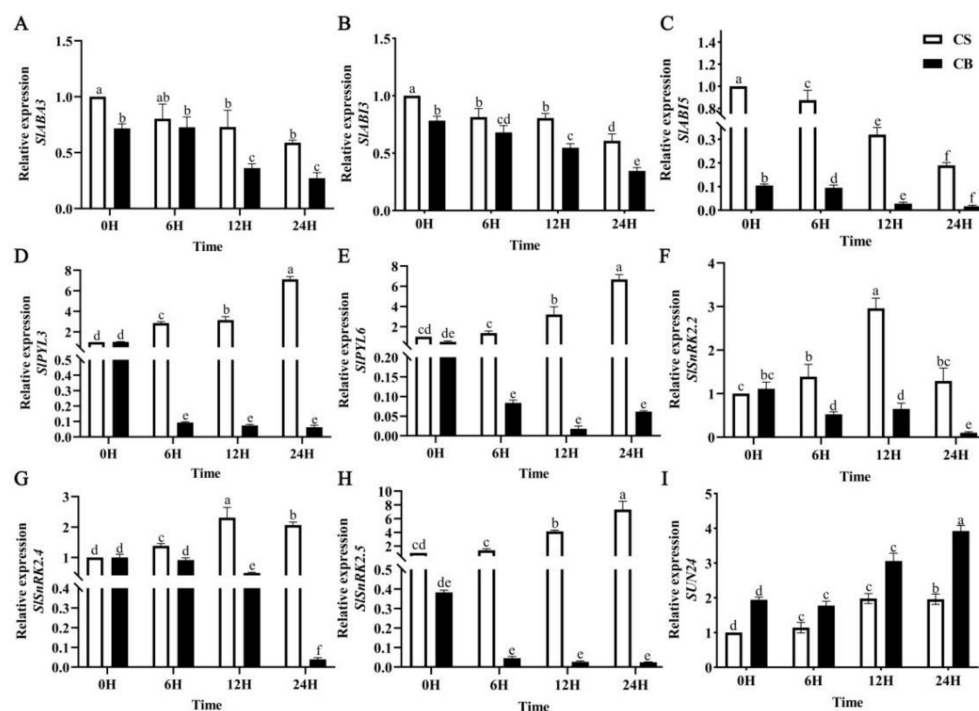 A
Relative expression
SlABA3
1.5
1.0
0.5
0.0
a
b
ab
b
b
c
b
c
0H
6H
12H
24H
Time
B
Relative expression
SlABI3
1.5
1.0
0.5
0.0
a
b
b
cd
b
c
d
e
0H
6H
12H
24H
Time
C
Relative expression
SlABI5
1.5
1.0
0.8
0.3
0.2
0.1
0.0
a
b
c
d
e
e
f
f
0H
6H
12H
24H
Time
CS
CB
D
Relative expression
SlPYL3
8
6
4
2
0.5
0.4
0.3
0.2
0.1
0.0
d
d
c
e
b
e
a
e
0H
6H
12H
24H
Time
E
Relative expression
SlPYL6
8
6
4
2
0.20
0.15
0.10
0.05
0.00
cd
de
c
e
b
e
a
e
0H
6H
12H
24H
Time
F
Relative expression
SlSnRK2.2
4
3
2
1
0
c
bc
b
d
a
d
bc
e
0H
6H
12H
24H
Time
G
Relative expression
SlSnRK2.4
3
2
1
0.4
0.3
0.2
0.1
0.0
d
d
c
d
a
e
b
f
0H
6H
12H
24H
Time
H
Relative expression
SlSnRK2.5
10
8
6
4
2
0.5
0.4
0.3
0.2
0.1
0.0
cd
de
c
e
b
e
a
e
0H
6H
12H
24H
Time
I
Relative expression
SUN24
5
4
3
2
1
0
d
d
c
c
c
c
b
a
0H
6H
12H
24H
Time